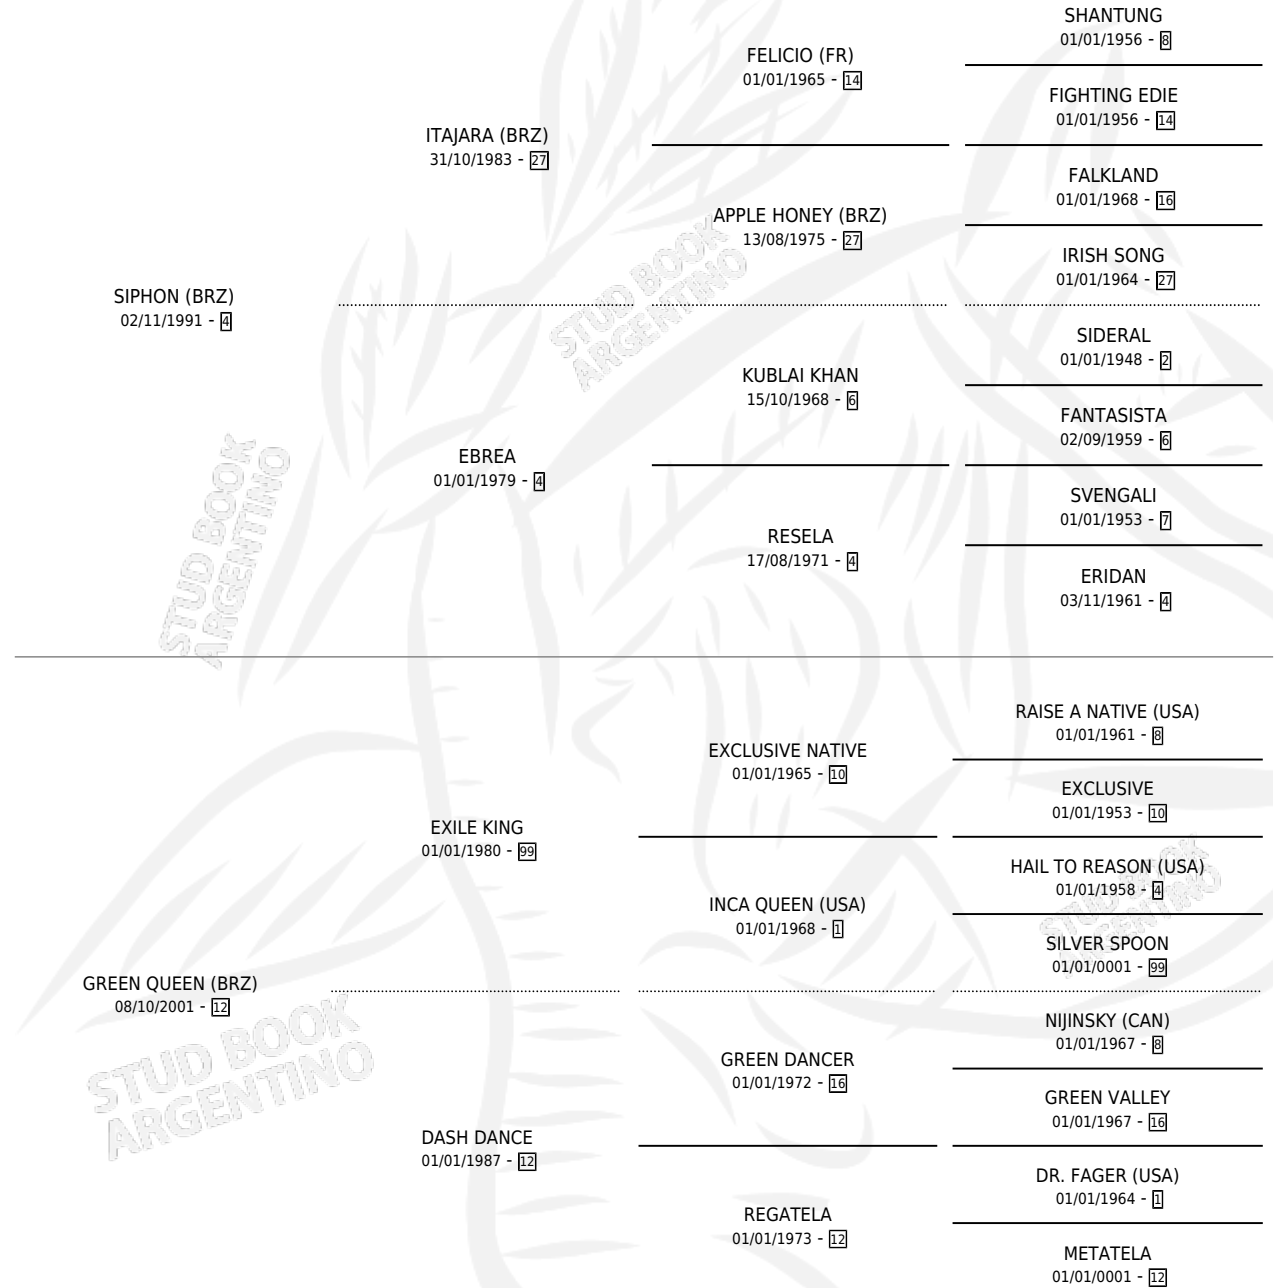 SHANTUNG
01/01/1956 - 8
FELICIO (FR)
01/01/1965 - 14
FIGHTING EDIE
01/01/1956 - 14
ITAJARA (BRZ)
31/10/1983 - 27
FALKLAND
01/01/1968 - 16
APPLE HONEY (BRZ)
13/08/1975 - 27
IRISH SONG
01/01/1964 - 27
SIPHON (BRZ)
02/11/1991 - 4
STUD BOOK
ARGENTINO
SIDERAL
01/01/1948 - 2
KUBLAI KHAN
15/10/1968 - 6
FANTASISTA
02/09/1959 - 6
EBREA
01/01/1979 - 4
SVENGALI
01/01/1953 - 7
RESELA
17/08/1971 - 4
ERIDAN
03/11/1961 - 4
STUD BOOK
ARGENTINO
RAISE A NATIVE (USA)
01/01/1961 - 8
EXCLUSIVE NATIVE
01/01/1965 - 10
EXCLUSIVE
01/01/1953 - 10
EXILE KING
01/01/1980 - 99
HAIL TO REASON (USA)
01/01/1958 - 4
INCA QUEEN (USA)
01/01/1968 - 1
STUD BOOK
ARGENTINO
SILVER SPOON
01/01/0001 - 99
GREEN QUEEN (BRZ)
08/10/2001 - 12
STUD BOOK
ARGENTINO
NIJINSKY (CAN)
01/01/1967 - 8
GREEN DANCER
01/01/1972 - 16
GREEN VALLEY
01/01/1967 - 16
DASH DANCE
01/01/1987 - 12
DR. FAGER (USA)
01/01/1964 - 1
REGATELA
01/01/1973 - 12
METATELA
01/01/0001 - 12